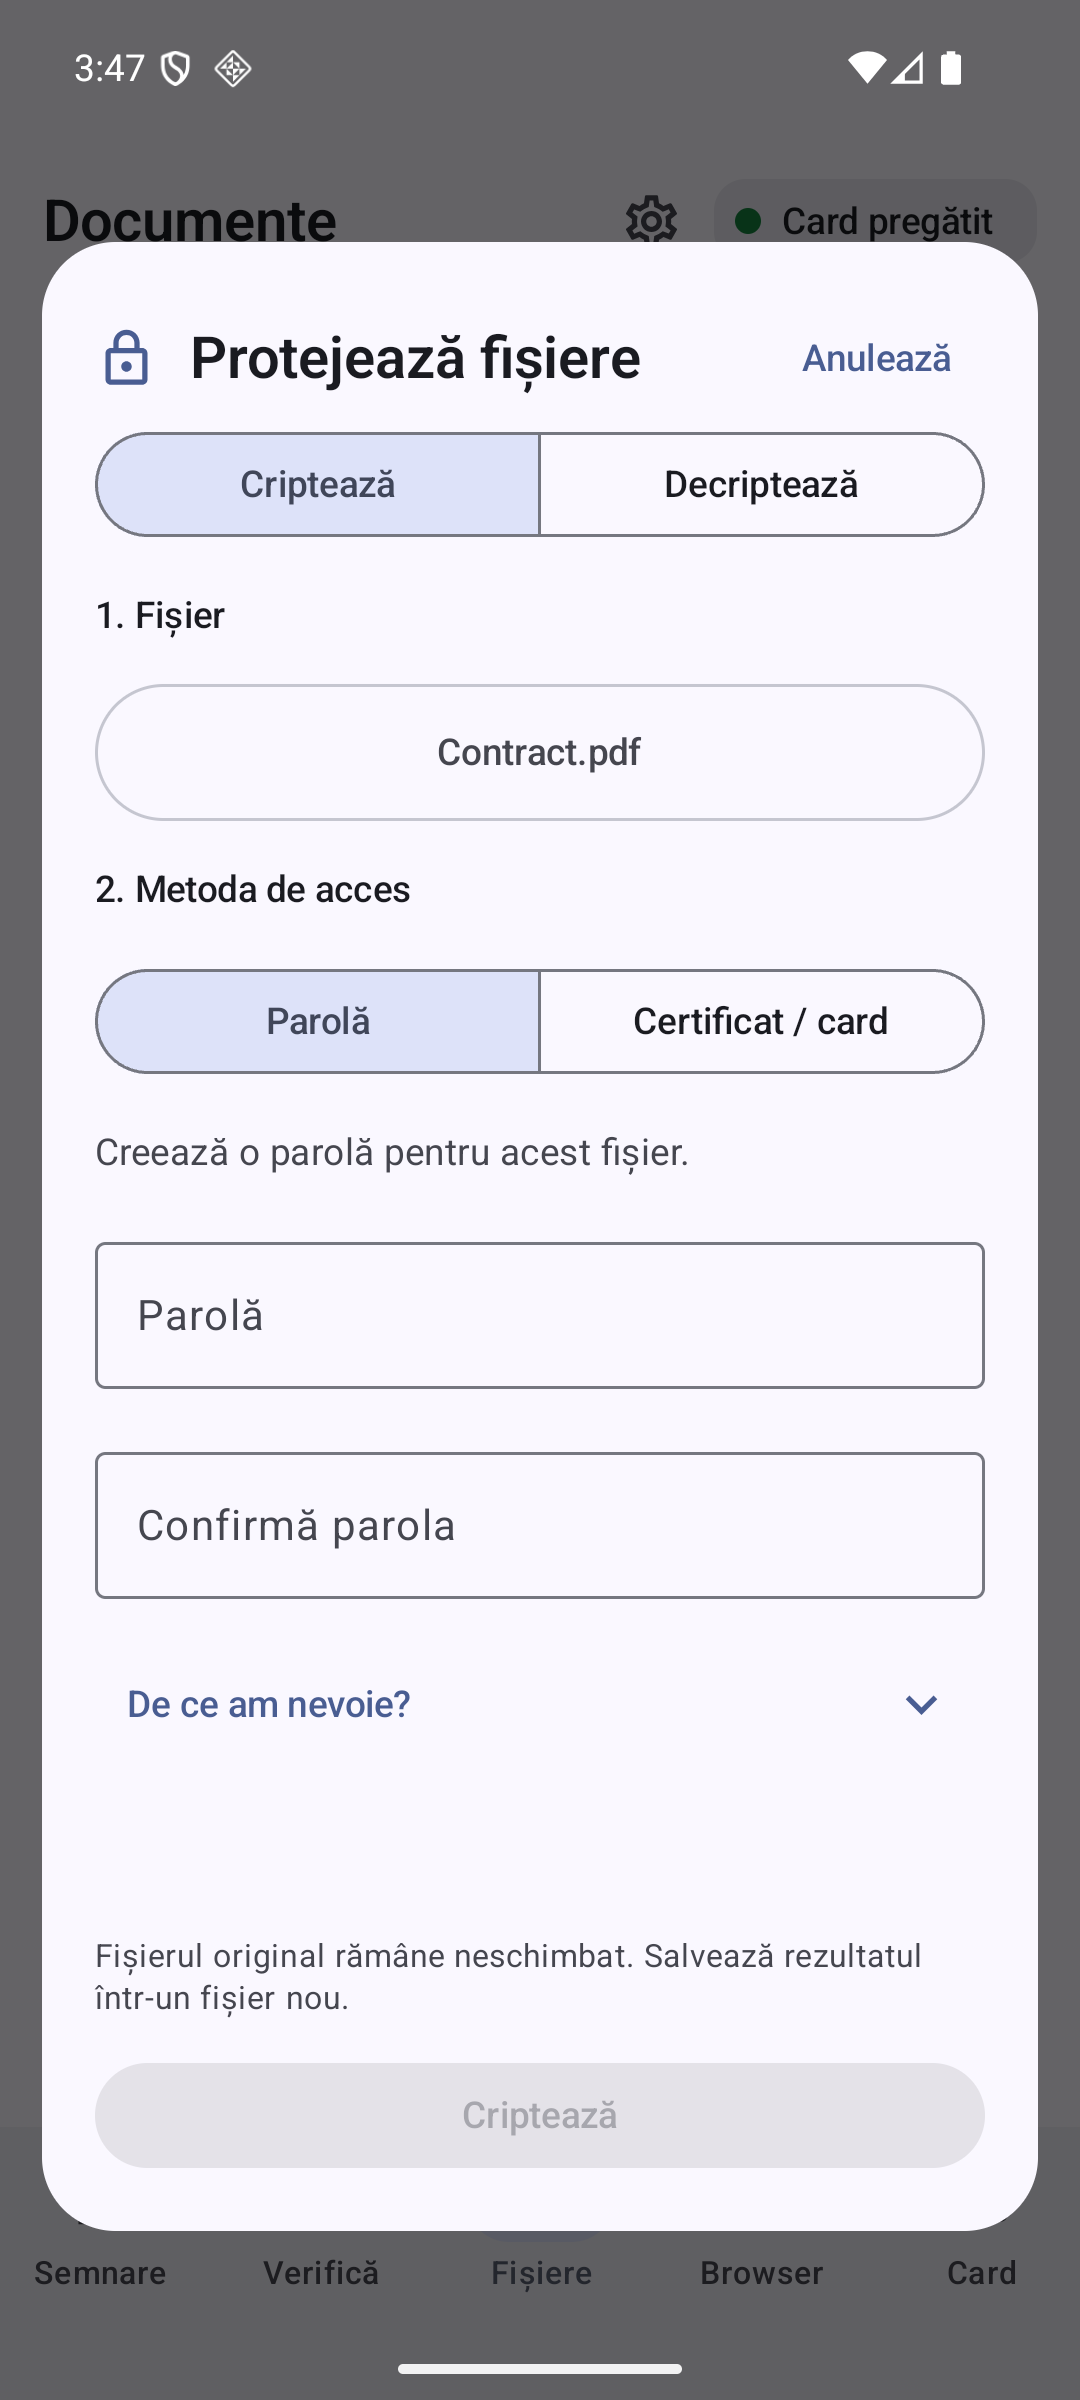 3:47
Documente
Card pregătit
Protejează fișiere
Anulează
Criptează
Decriptează
1. Fișier
Contract.pdf
2. Metoda de acces
Parolă
Certificat / card
Creează o parolă pentru acest fișier.
Parolă
Confirmă parola
De ce am nevoie?
Fișierul original rămâne neschimbat. Salvează rezultatul
într-un fișier nou.
Criptează
Semnare
Verifică
Fișiere
Browser
Card